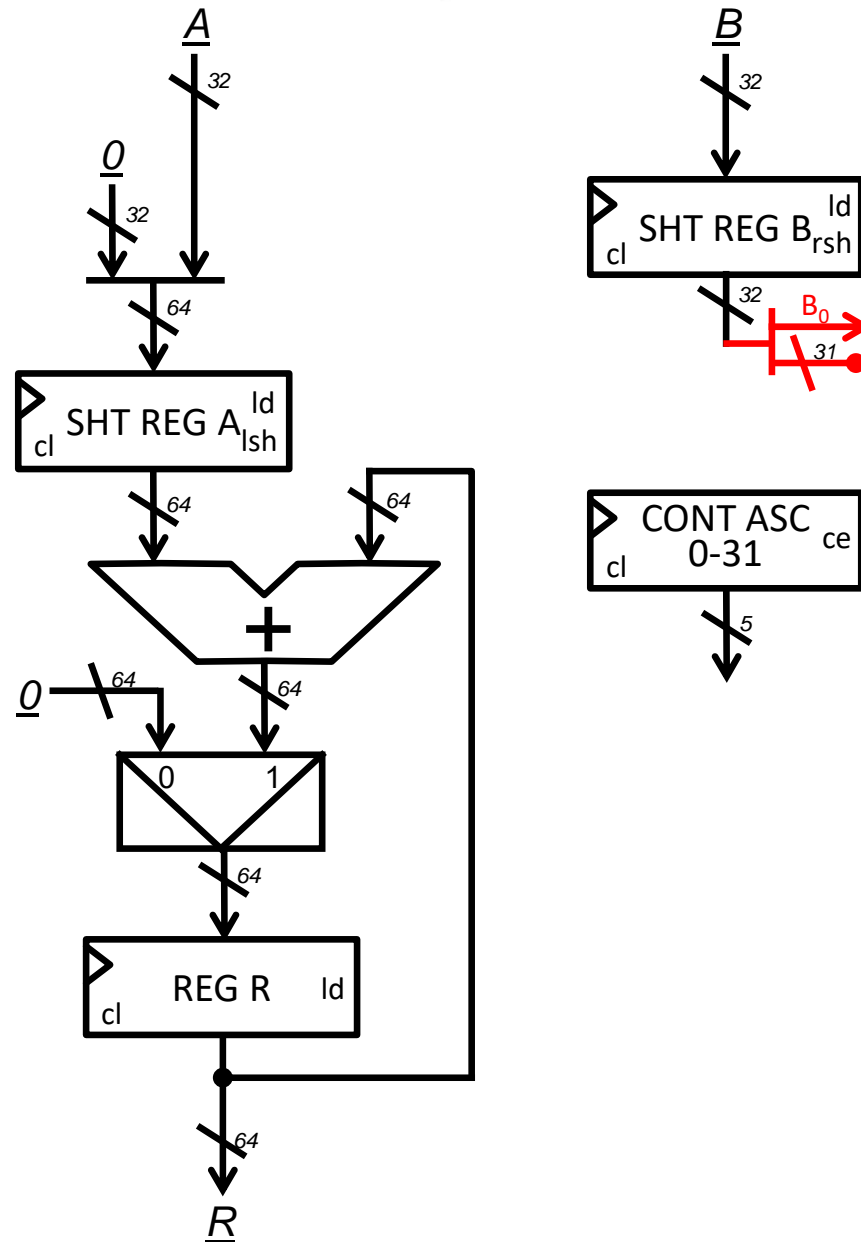 A
B
32
32
0
32
ld
SHT REG B rsh
cl
64
32
B0
31
ld
SHT REG A lsh
cl
64
64
CONT ASC
0-31
ce
cl
+
5
0
64
64
0
1
64
REG R
ld
cl
64
R